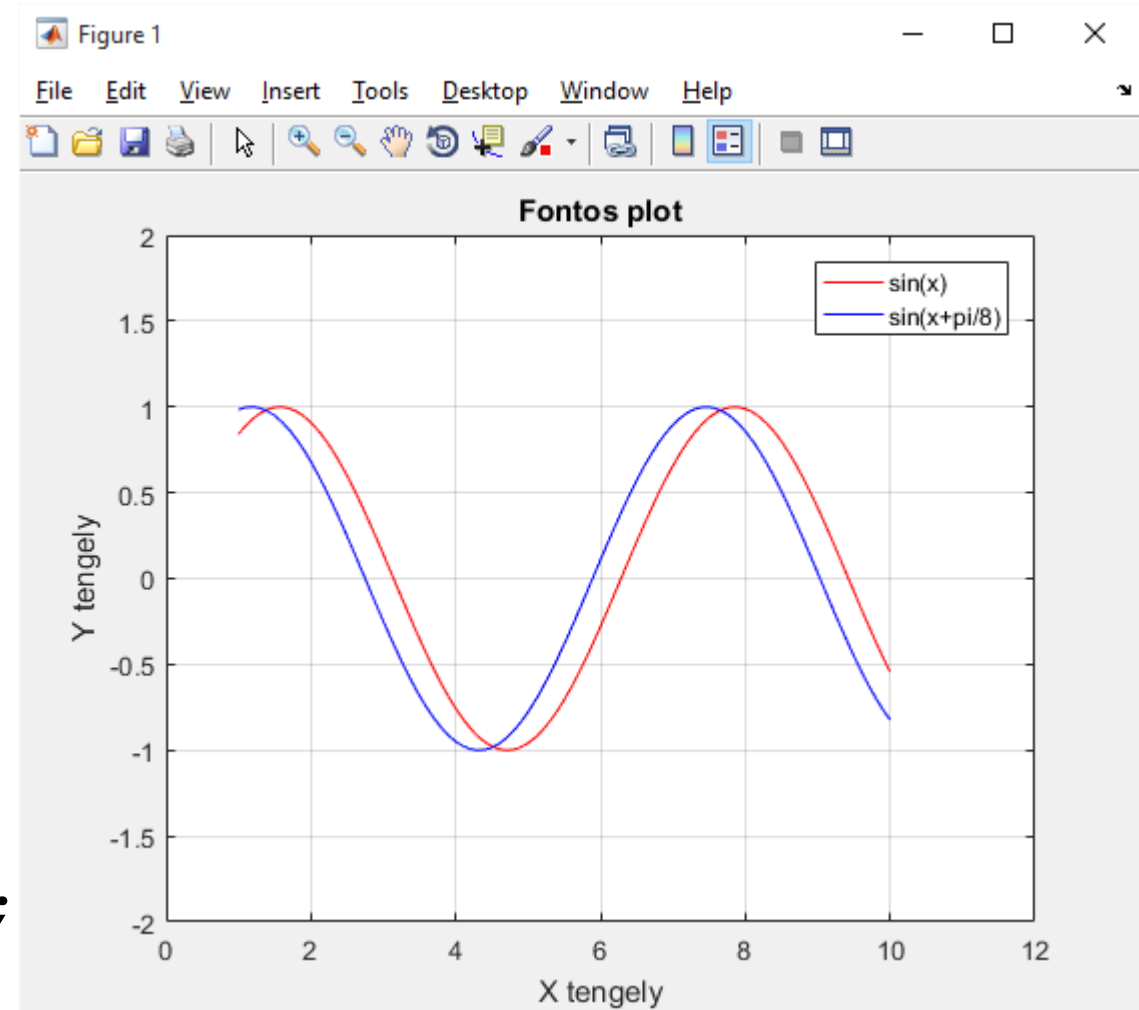 Figure 1
File Edit View Insert Tools Desktop Window Help
Fontos plot
2
1.5
1
0.5
0
-0.5
-1
-1.5
-2
Y tengely
sin(x)
sin(x+pi/8)
0 2 4 6 8 10 12
X tengely
;